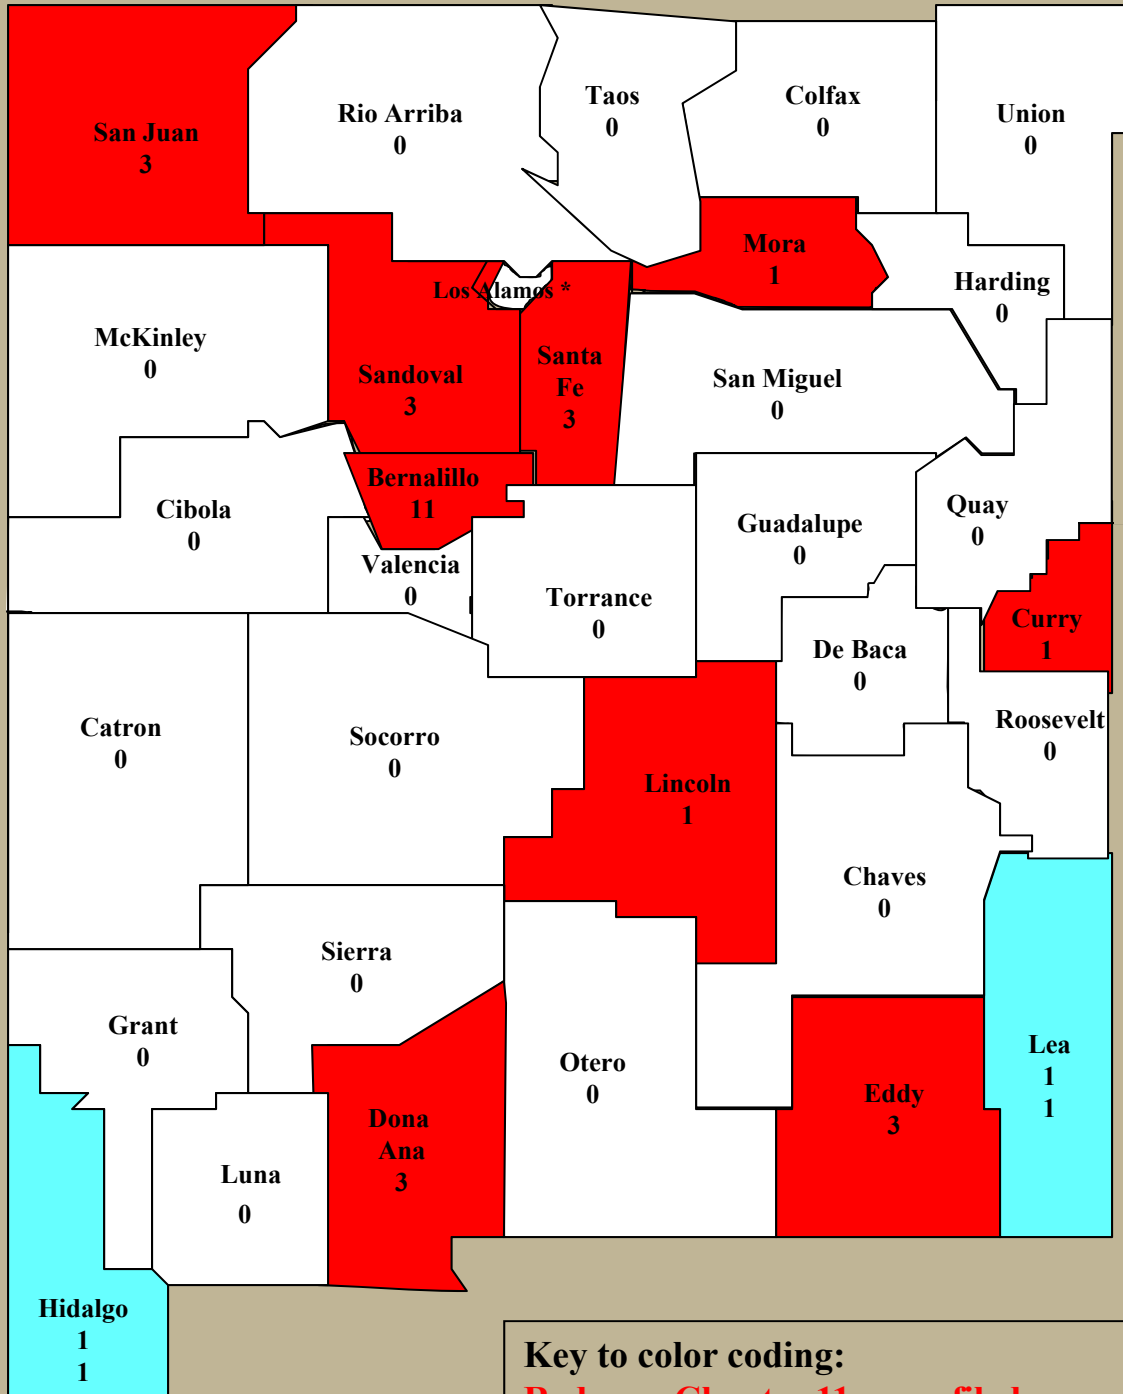 San Juan
3
Rio Arriba
0
Taos
0
Colfax
0
Union
0
Mora
1
Harding
0
Los Alamos *
McKinley
0
Sandoval
3
Santa
Fe
3
San Miguel
0
Bernalillo
11
Cibola
0
Valencia
0
Torrance
0
Guadalupe
0
Quay
0
Curry
1
De Baca
0
Roosevelt
0
Catron
0
Socorro
0
Lincoln
1
Chaves
0
Sierra
0
Grant
0
Otero
0
Eddy
3
Lea
1
1
Dona
Ana
3
Luna
0
Hidalgo
1
1
Key to color coding: